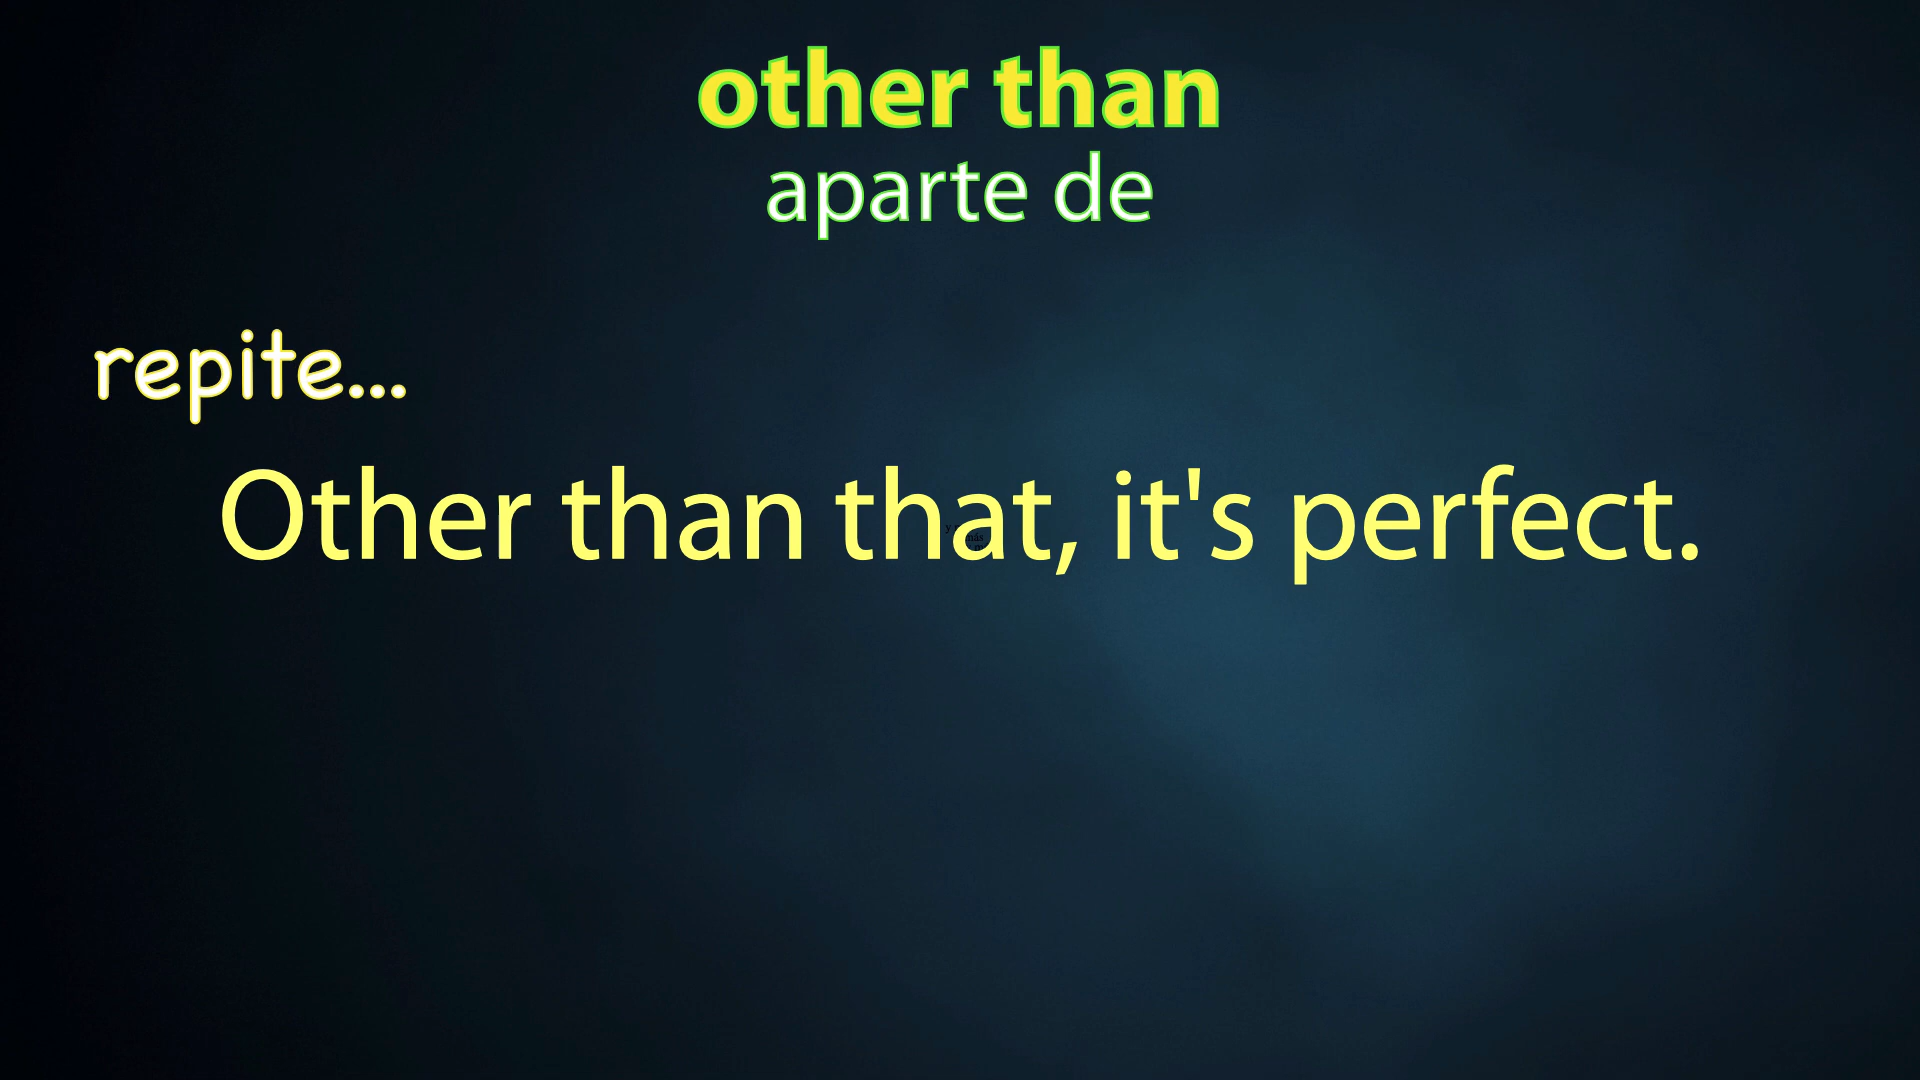 other than
aparte de
repite...
Other than that, it's perfect.